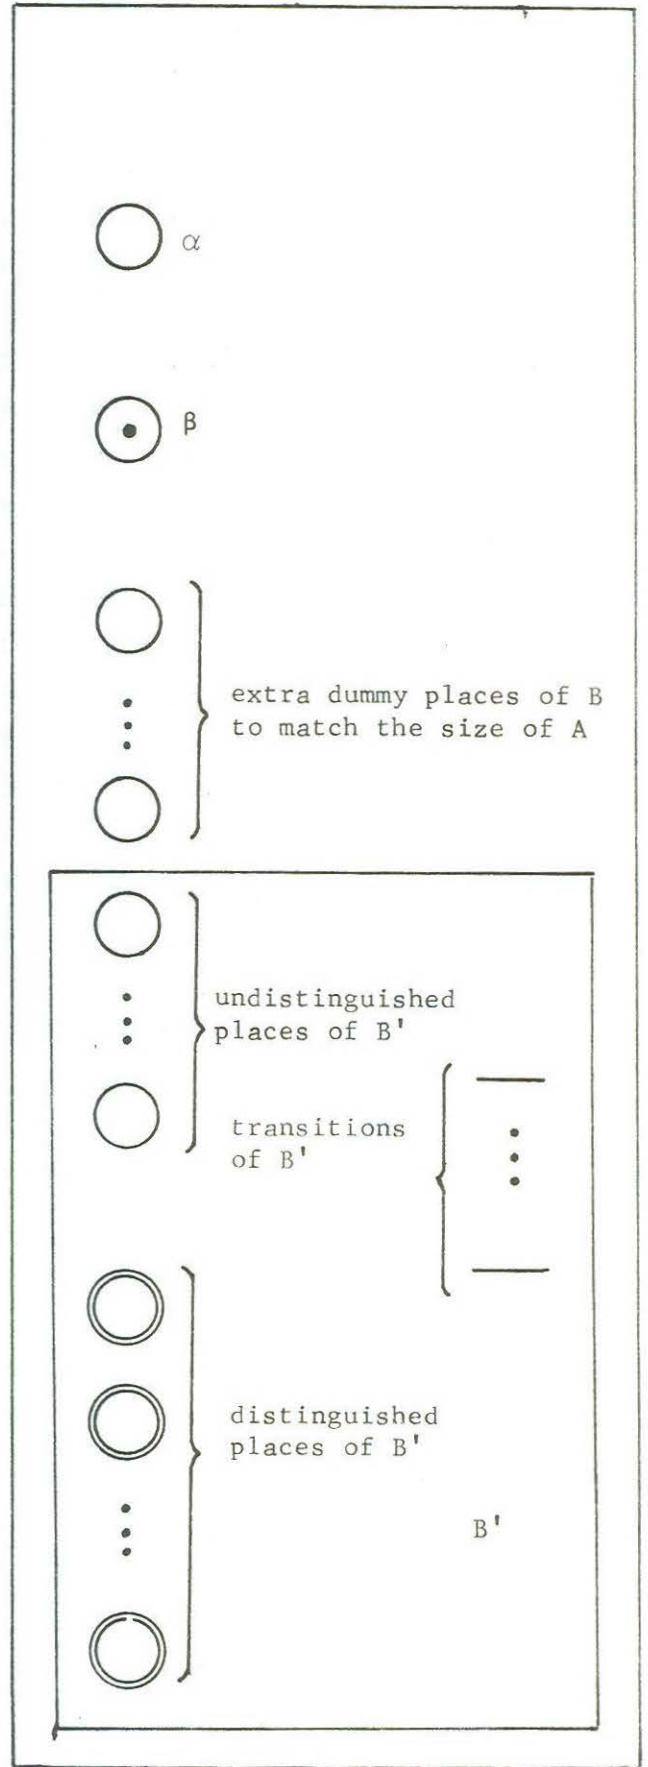 α
β
extra dummy places of B
to match the size of A
undistinguished
places of B'
transitions
of B'
distinguished
places of B'
B'